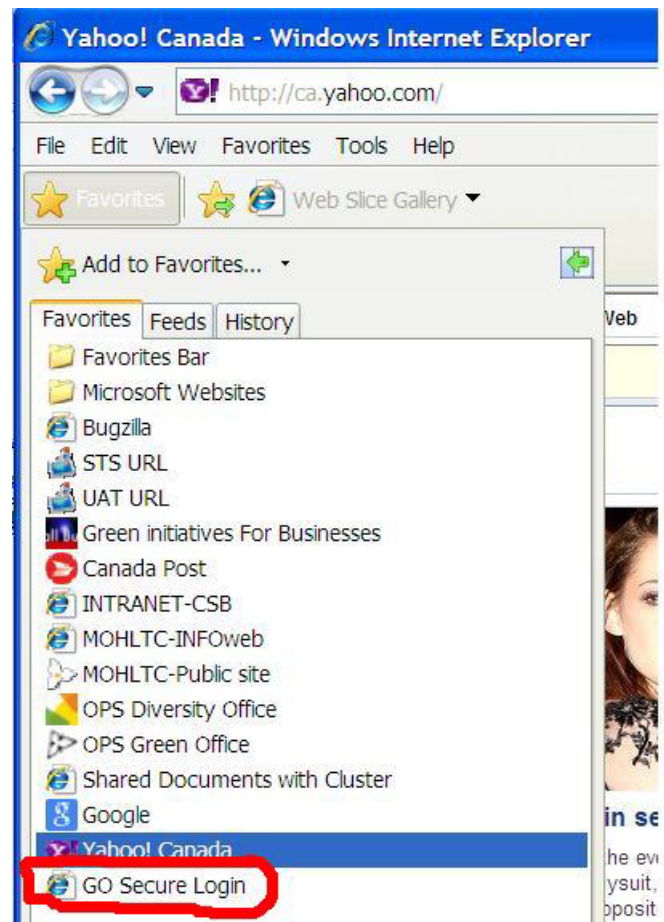 Yahoo! Canada - Windows Internet Explorer
http://ca.yahoo.com/
File Edit View Favorites Tools Help
Favorites Web Slice Gallery
Add to Favorites...
Favorites Feeds History
Web
Favorites Bar
Microsoft Websites
Bugzilla
STS URL
UAT URL
Green initiatives For Businesses
Canada Post
INTRANET-CSB
MOHLTC-INFOweb
MOHLTC-Public site
OPS Diversity Office
OPS Green Office
Shared Documents with Cluster
Google
in se
Yahoo! Canada
he eve
GO Secure Login
ysuit,
opposit